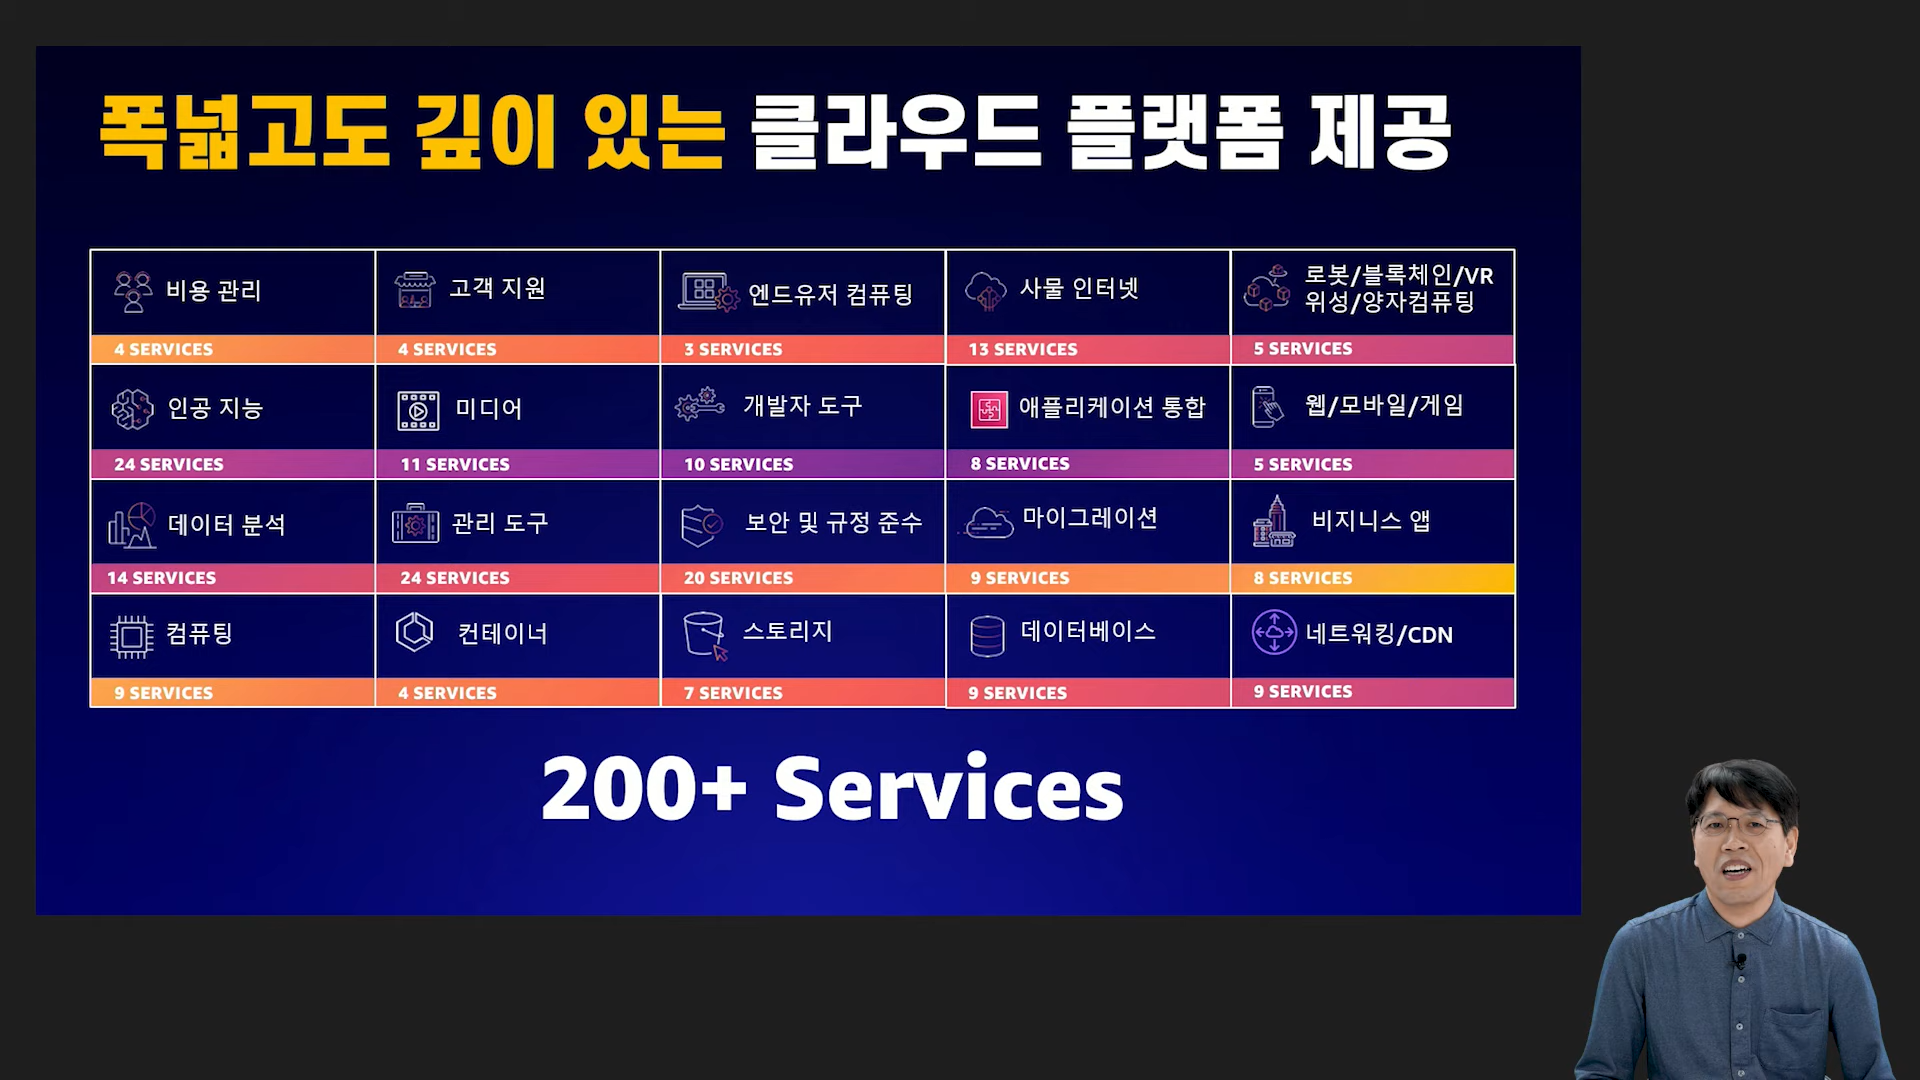 폭넓고도 깊이 있는 클라우드 플랫폼 제공
비용 관리
4 SERVICES
고객 지원
4 SERVICES
엔드유저 컴퓨팅
3 SERVICES
사물 인터넷
13 SERVICES
로봇/블록체인/VR
위성/양자컴퓨팅
5 SERVICES
인공 지능
24 SERVICES
미디어
11 SERVICES
개발자 도구
10 SERVICES
애플리케이션 통합
8 SERVICES
웹/모바일/게임
5 SERVICES
데이터 분석
14 SERVICES
관리 도구
24 SERVICES
보안 및 규정 준수
20 SERVICES
마이그레이션
9 SERVICES
비지니스 앱
8 SERVICES
컴퓨팅
9 SERVICES
컨테이너
4 SERVICES
스토리지
7 SERVICES
데이터베이스
9 SERVICES
네트워킹/CDN
9 SERVICES
200+ Services